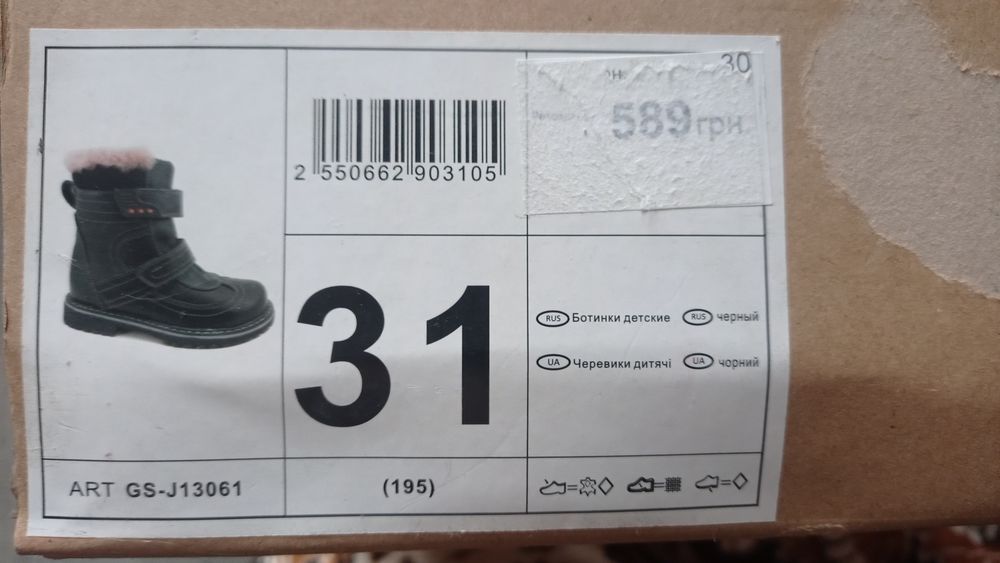 30
589 грн
2 550662 903105
31
RUS Ботинки детские RUS черный
UA Черевики дитячі UA чорний
ART GS-J13061
(195)